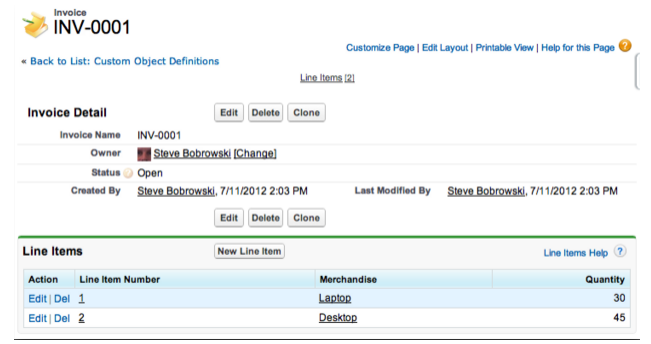 Invoice
INV-0001
Customize Page | Edit Layout | Printable View | Help for this Page ?
« Back to List: Custom Object Definitions
Line Items [2]
Invoice Detail Edit Delete Clone
Invoice Name INV-0001
Owner Steve Bobrowski [Change]
Status Open
Created By Steve Bobrowski, 7/11/2012 2:03 PM Last Modified By Steve Bobrowski, 7/11/2012 2:03 PM
Edit Delete Clone
Line Items New Line Item Line Items Help ?
Action Line Item Number Merchandise Quantity
Edit | Del 1 Laptop 30
Edit | Del 2 Desktop 45